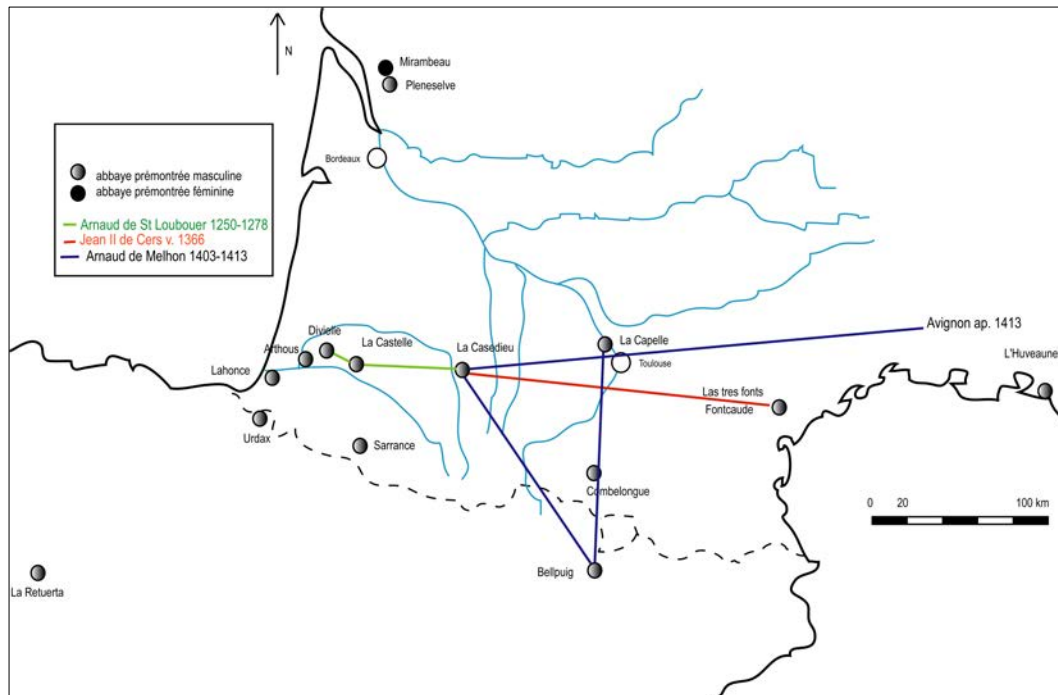 N
Mirambeau
Pleneselve
Bordeaux
abbaye prémontrée masculine
abbaye prémontrée féminine
Arnaud de St Loubouer 1250-1278
Jean II de Cers v. 1366
Arnaud de Melhon 1403-1413
Avignon ap. 1413
Divielle
La Castelle
La Casedieu
La Capelle
Arthous
Toulouse
L'Huveaune
Lahonce
Las tres fonts
Fontcaude
Urdax
Sarrance
Combelongue
0 20 100 km
Bellpuig
La Retuerta